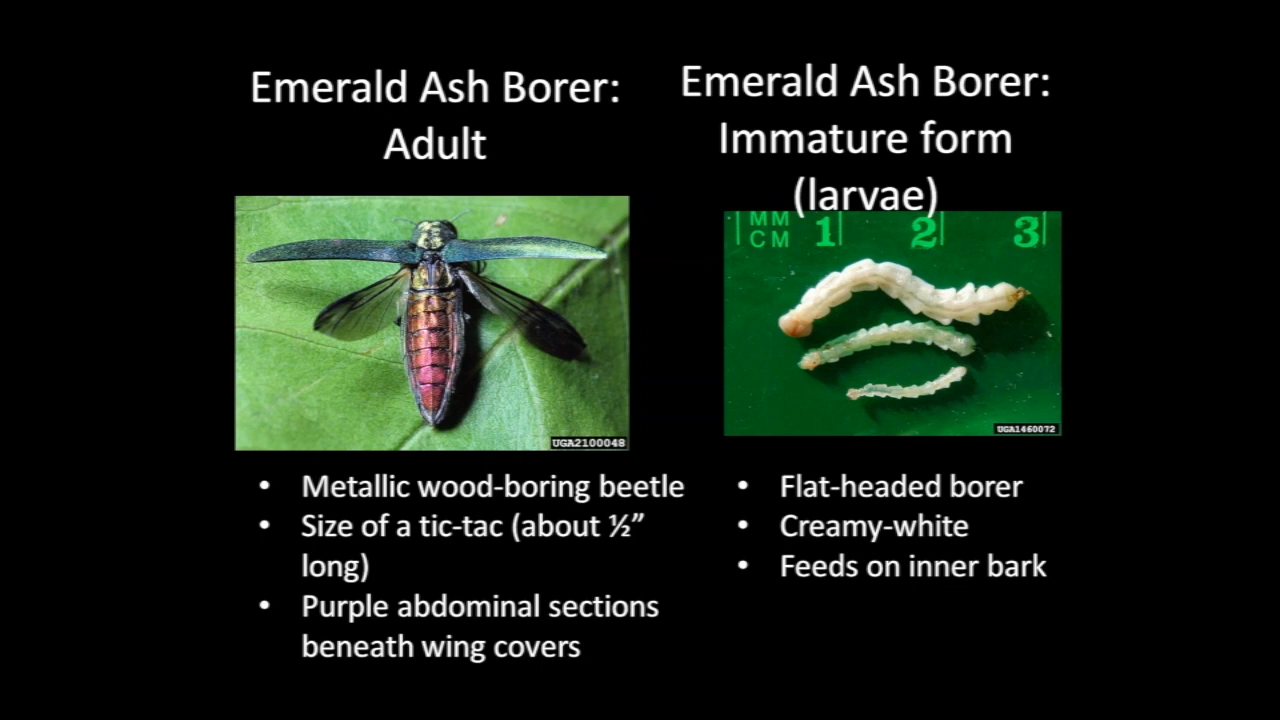 Emerald Ash Borer:
Adult
UGA2100048
• Metallic wood-boring beetle
• Size of a tic-tac (about ½”
long)
• Purple abdominal sections
beneath wing covers
Emerald Ash Borer:
Immature form
(larvae)
MM
CM 1 2 3
UGA1460072
• Flat-headed borer
• Creamy-white
• Feeds on inner bark